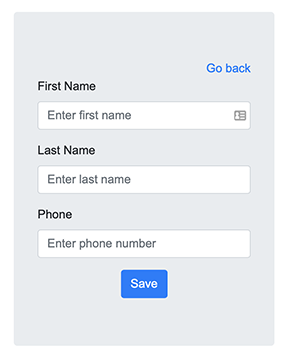 Go back
First Name
Enter first name
Last Name
Enter last name
Phone
Enter phone number
Save